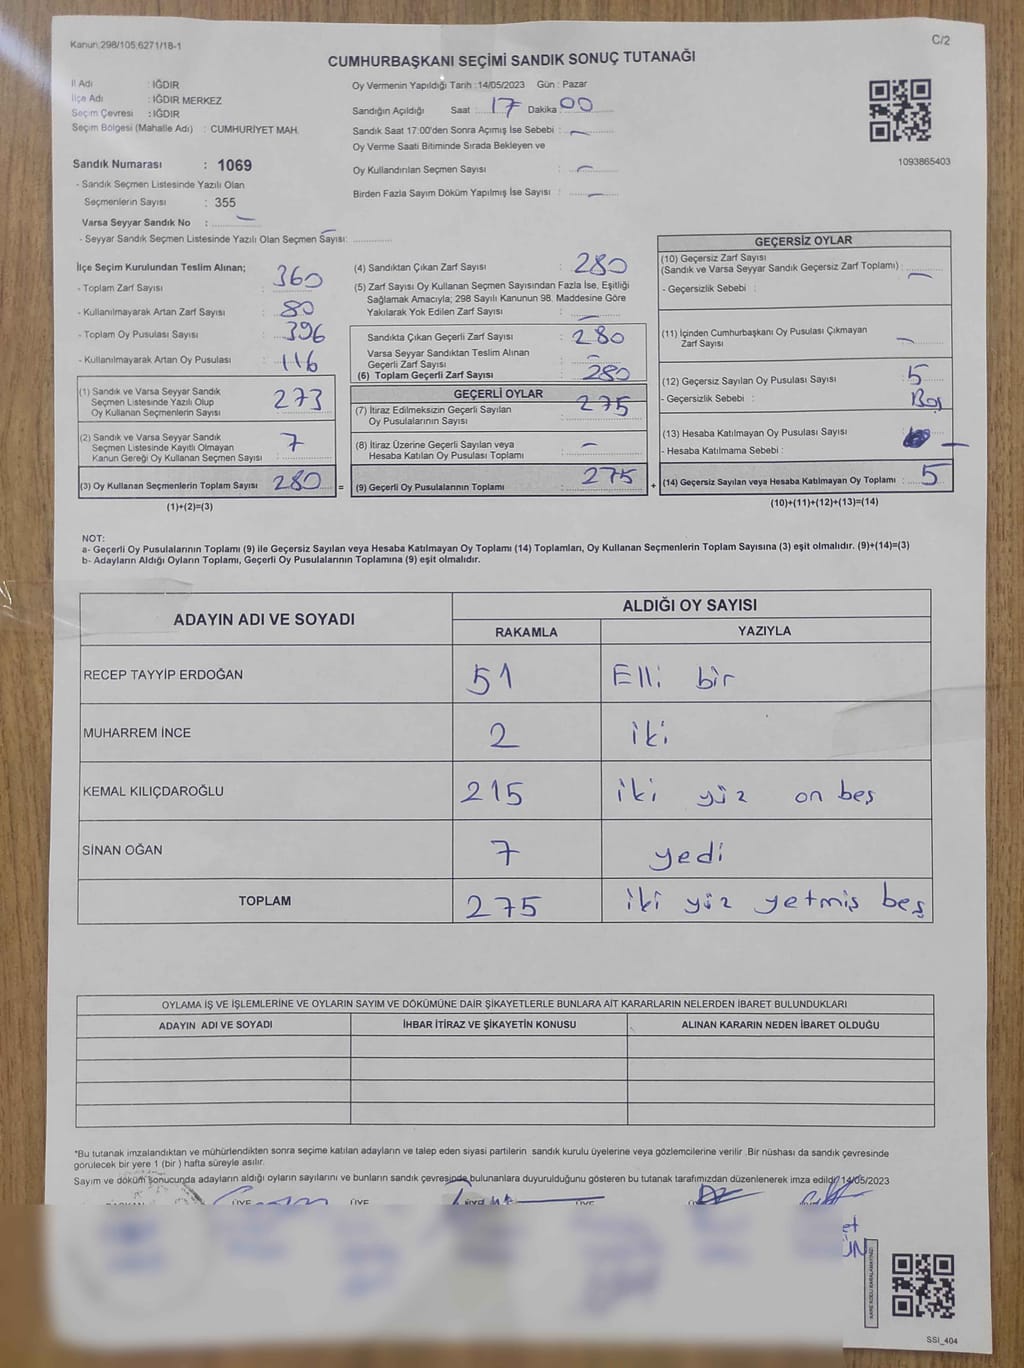 Kanun:298/105,6271/18-1
C/2
CUMHURBAŞKANI SEÇİMİ SANDIK SONUÇ TUTANAĞI
İl Adı : IĞDIR
İlçe Adı : IĞDIR MERKEZ
Seçim Çevresi : IĞDIR
Seçim Bölgesi (Mahalle Adı) : CUMHURİYET MAH.
Sandık Numarası : 1069
- Sandık Seçmen Listesinde Yazılı Olan
Seçmenlerin Sayısı : 355
Varsa Seyyar Sandık No : -
- Seyyar Sandık Seçmen Listesinde Yazılı Olan Seçmen Sayısı: -
Oy Vermenin Yapıldığı Tarih :14/05/2023 Gün : Pazar
Sandığın Açıldığı Saat : 17 Dakika 00
Sandık Saat 17:00'den Sonra Açımış İse Sebebi : -
Oy Verme Saati Bitiminde Sırada Bekleyen ve
Oy Kullandırılan Seçmen Sayısı : -
Birden Fazla Sayım Döküm Yapılmış İse Sayısı : -
1093865403
İlçe Seçim Kurulundan Teslim Alınan;
- Toplam Zarf Sayısı : 360
- Kullanılmayarak Artan Zarf Sayısı : 80
- Toplam Oy Pusulası Sayısı : 396
- Kullanılmayarak Artan Oy Pusulası : 116
(1) Sandık ve Varsa Seyyar Sandık
Seçmen Listesinde Yazılı Olup
Oy Kullanan Seçmenlerin Sayısı : 273
(2) Sandık ve Varsa Seyyar Sandık
Seçmen Listesinde Kayıtlı Olmayan
Kanun Gereği Oy Kullanan Seçmen Sayısı : 7
(3) Oy Kullanan Seçmenlerin Toplam Sayısı : 280 =
(1)+(2)=(3)
(4) Sandıktan Çıkan Zarf Sayısı : 280
(5) Zarf Sayısı Oy Kullanan Seçmen Sayısından Fazla İse, Eşitliği
Sağlamak Amacıyla; 298 Sayılı Kanunun 98. Maddesine Göre
Yakılarak Yok Edilen Zarf Sayısı : -
Sandıkta Çıkan Geçerli Zarf Sayısı : 280
Varsa Seyyar Sandıktan Teslim Alınan
Geçerli Zarf Sayısı : -
(6) Toplam Geçerli Zarf Sayısı : 280
GEÇERLİ OYLAR
(7) İtiraz Edilmeksizin Geçerli Sayılan
Oy Pusulalarının Sayısı : 275
(8) İtiraz Üzerine Geçerli Sayılan veya
Hesaba Katılan Oy Pusulası Toplamı : -
(9) Geçerli Oy Pusulalarının Toplamı : 275 +
GEÇERSİZ OYLAR
(10) Geçersiz Zarf Sayısı
(Sandık ve Varsa Seyyar Sandık Geçersiz Zarf Toplamı) : -
- Geçersizlik Sebebi :
(11) İçinden Cumhurbaşkanı Oy Pusulası Çıkmayan
Zarf Sayısı : -
(12) Geçersiz Sayılan Oy Pusulası Sayısı : 5
- Geçersizlik Sebebi : Boş
(13) Hesaba Katılmayan Oy Pusulası Sayısı : -
- Hesaba Katılmama Sebebi :
(14) Geçersiz Sayılan veya Hesaba Katılmayan Oy Toplamı : 5
(10)+(11)+(12)+(13)=(14)
NOT:
a- Geçerli Oy Pusulalarının Toplamı (9) ile Geçersiz Sayılan veya Hesaba Katılmayan Oy Toplamı (14) Toplamları, Oy Kullanan Seçmenlerin Toplam Sayısına (3) eşit olmalıdır. (9)+(14)=(3)
b- Adayların Aldığı Oyların Toplamı, Geçerli Oy Pusulalarının Toplamına (9) eşit olmalıdır.
ADAYIN ADI VE SOYADI ALDIĞI OY SAYISI
RAKAMLA YAZIYLA
RECEP TAYYİP ERDOĞAN 51 Elli bir
MUHARREM İNCE 2 iki
KEMAL KILIÇDAROĞLU 215 iki yüz on beş
SİNAN OĞAN 7 yedi
TOPLAM 275 iki yüz yetmiş beş
OYLAMA İŞ VE İŞLEMLERİNE VE OYLARIN SAYIM VE DÖKÜMÜNE DAİR ŞİKAYETLERLE BUNLARA AİT KARARLARIN NELERDEN İBARET BULUNDUKLARI
ADAYIN ADI VE SOYADI İHBAR İTİRAZ VE ŞİKAYETİN KONUSU ALINAN KARARIN NEDEN İBARET OLDUĞU
*Bu tutanak imzalandıktan ve mühürlendikten sonra seçime katılan adayların ve talep eden siyasi partilerin sandık kurulu üyelerine veya gözlemcilerine verilir .Bir nüshası da sandık çevresinde
görülecek bir yere 1 (bir ) hafta süreyle asılır.
Sayım ve döküm sonucunda adayların aldığı oyların sayılarını ve bunların sandık çevresinde bulunanlara duyurulduğunu gösteren bu tutanak tarafımızdan düzenlenerek imza edildi. 14/05/2023
ÜYE ÜYE ÜYE
SSİ_404